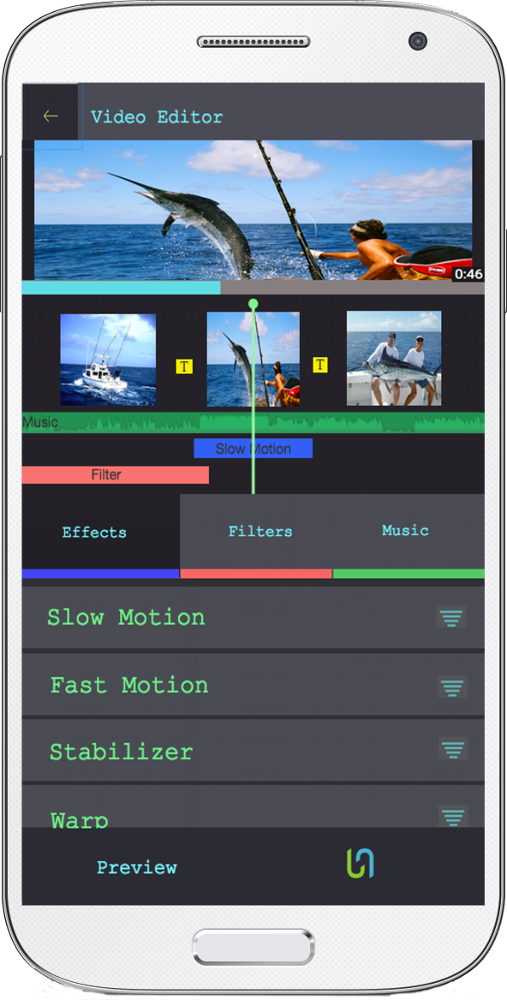 Video Editor
0:46
T
T
Music
Slow Motion
Filter
Effects
Filters
Music
Slow Motion
Fast Motion
Stabilizer
Warp
Preview